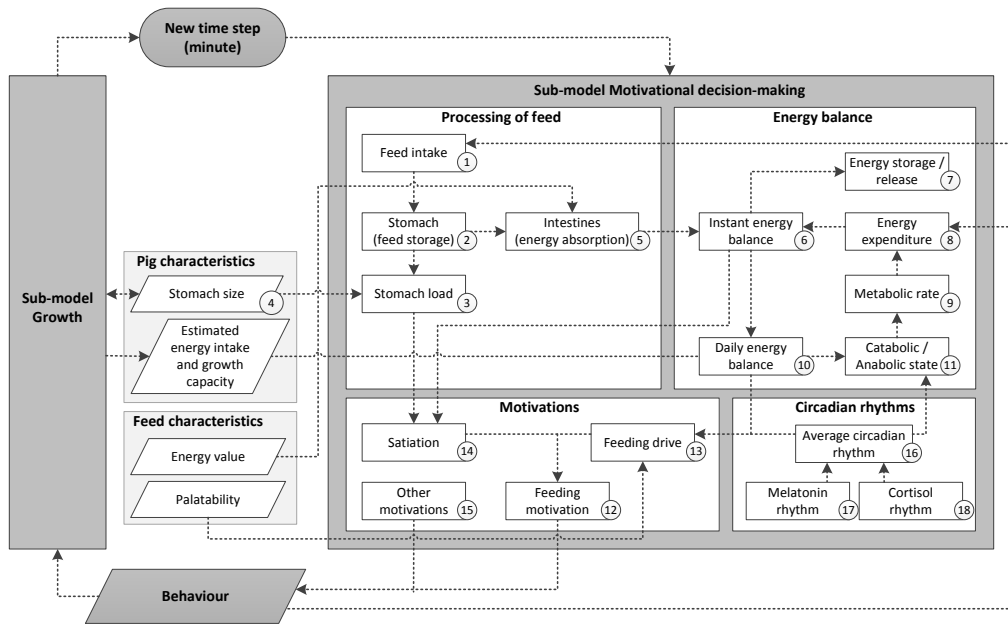 New time step
(minute)
Sub-model
Growth
Sub-model Motivational decision-making
Processing of feed
Feed intake
1
Stomach
(feed storage)
2
Intestines
(energy absorption)
5
Stomach load
3
Energy balance
Energy storage /
release
7
Instant energy
balance
6
Energy
expenditure
8
Metabolic rate
9
Daily energy
balance
10
Catabolic /
Anabolic state
11
Pig characteristics
Stomach size
4
Estimated
energy intake
and growth
capacity
Feed characteristics
Energy value
Palatability
Motivations
Satiation
14
Feeding drive
13
Other
motivations
15
Feeding
motivation
12
Circadian rhythms
Average circadian
rhythm
16
Melatonin
rhythm
17
Cortisol
rhythm
18
Behaviour